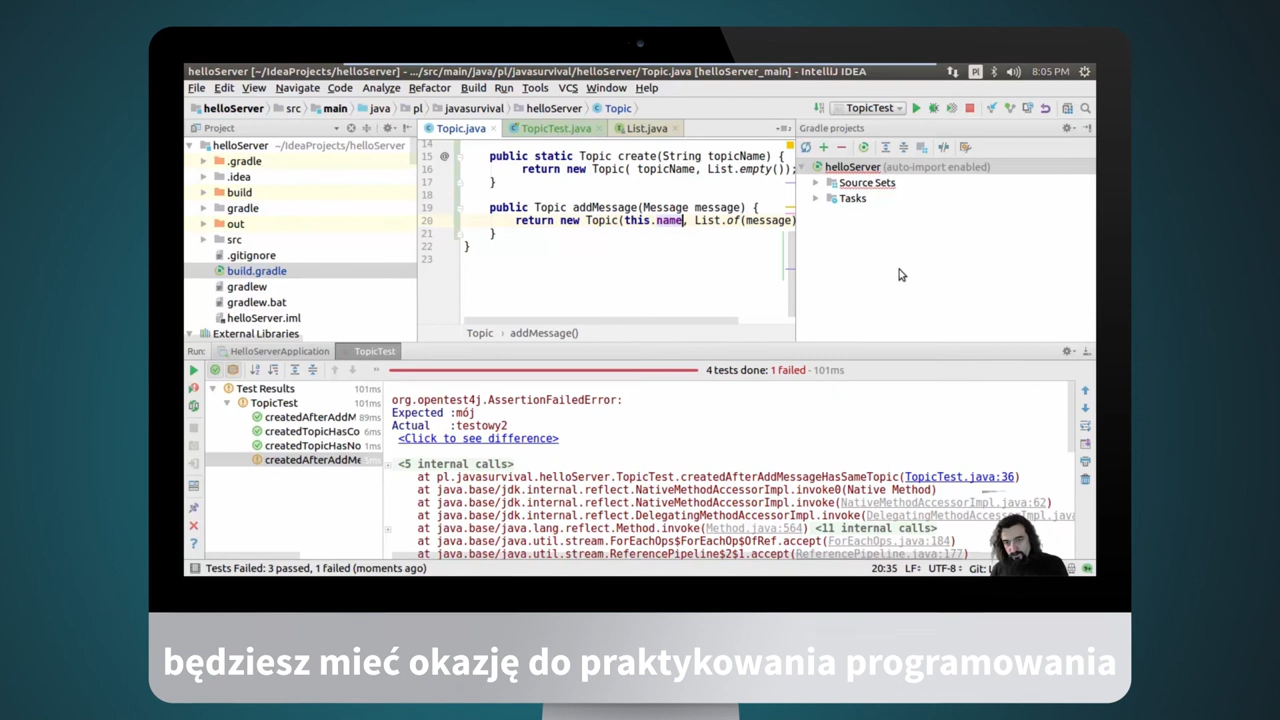 helloServer [~/IdeaProjects/helloServer] - .../src/main/java/pl/javasurvival/helloServer/Topic.java [helloServer_main] - IntelliJ IDEA
Pl
8:05 PM
File Edit View Navigate Code Analyze Refactor Build Run Tools VCS Window Help
helloServer src main java pl javasurvival helloServer Topic
TopicTest
Project
Topic.java TopicTest.java List.java
Gradle projects
helloServer ~/IdeaProjects/helloServer
.gradle
.idea
build
gradle
out
src
.gitignore
build.gradle
gradlew
gradlew.bat
helloServer.iml
External Libraries
14
15 @ public static Topic create(String topicName) {
16 return new Topic( topicName, List.empty());
17 }
18
19 public Topic addMessage(Message message) {
20 return new Topic(this.name, List.of(message)
21 }
22 }
23
Topic › addMessage()
helloServer (auto-import enabled)
Source Sets
Tasks
Run: HelloServerApplication TopicTest
4 tests done: 1 failed - 101ms
Test Results 101ms
TopicTest 101ms
createdAfterAddM 89ms
createdTopicHasCo 6ms
createdTopicHasNo 1ms
createdAfterAddMe 5ms
org.opentest4j.AssertionFailedError:
Expected :mój
Actual :testowy2
<Click to see difference>
<5 internal calls>
at pl.javasurvival.helloServer.TopicTest.createdAfterAddMessageHasSameTopic(TopicTest.java:36)
at java.base/jdk.internal.reflect.NativeMethodAccessorImpl.invoke0(Native Method)
at java.base/jdk.internal.reflect.NativeMethodAccessorImpl.invoke(NativeMethodAccessorImpl.java:62)
at java.base/jdk.internal.reflect.DelegatingMethodAccessorImpl.invoke(DelegatingMethodAccessorImpl.java
at java.base/java.lang.reflect.Method.invoke(Method.java:564) <11 internal calls>
at java.base/java.util.stream.ForEachOps$ForEachOp$OfRef.accept(ForEachOps.java:184)
at java.base/java.util.stream.ReferencePipeline$2$1.accept(ReferencePipeline.java:177)
Tests Failed: 3 passed, 1 failed (moments ago)
20:35 LF÷ UTF-8÷ Git:
będziesz mieć okazję do praktykowania programowania